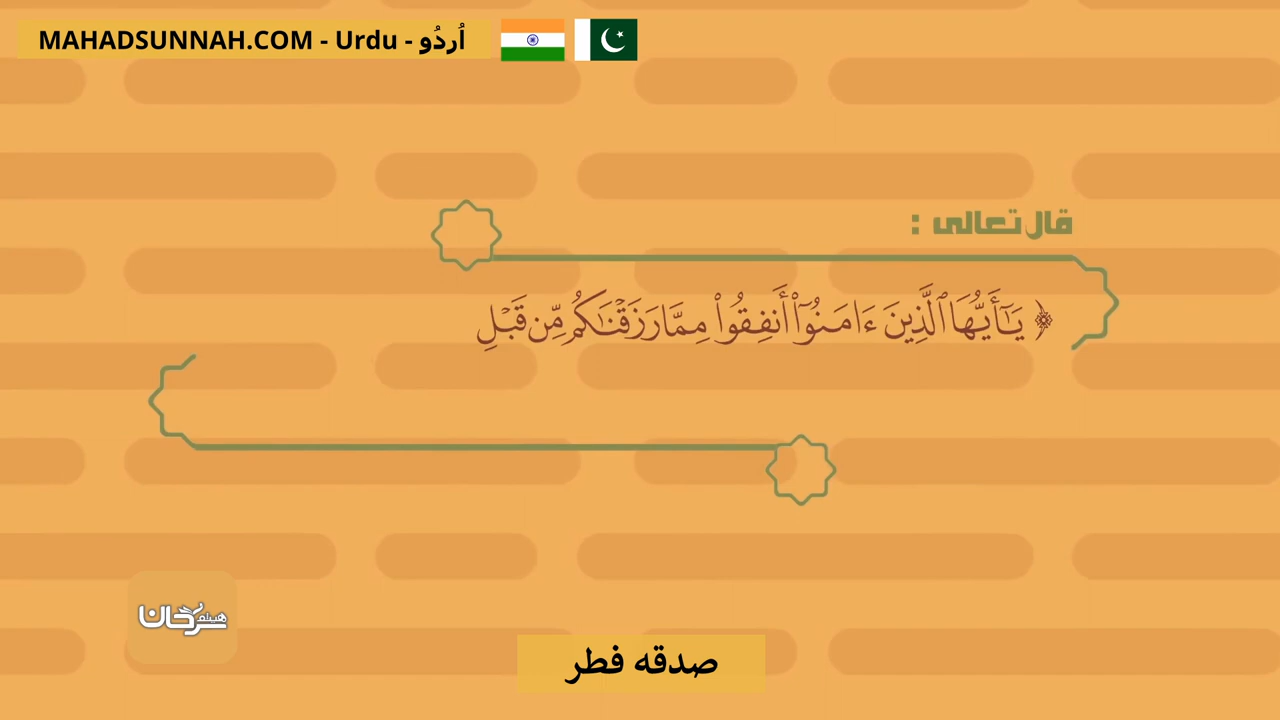 MAHADSUNNAH.COM - Urdu - اُردُو
قال تعالى :
﴿ يَٰٓأَيُّهَا ٱلَّذِينَ ءَامَنُوٓا۟ أَنفِقُوا۟ مِمَّا رَزَقْنَٰكُم مِّن قَبْلِ
صدقه فطر